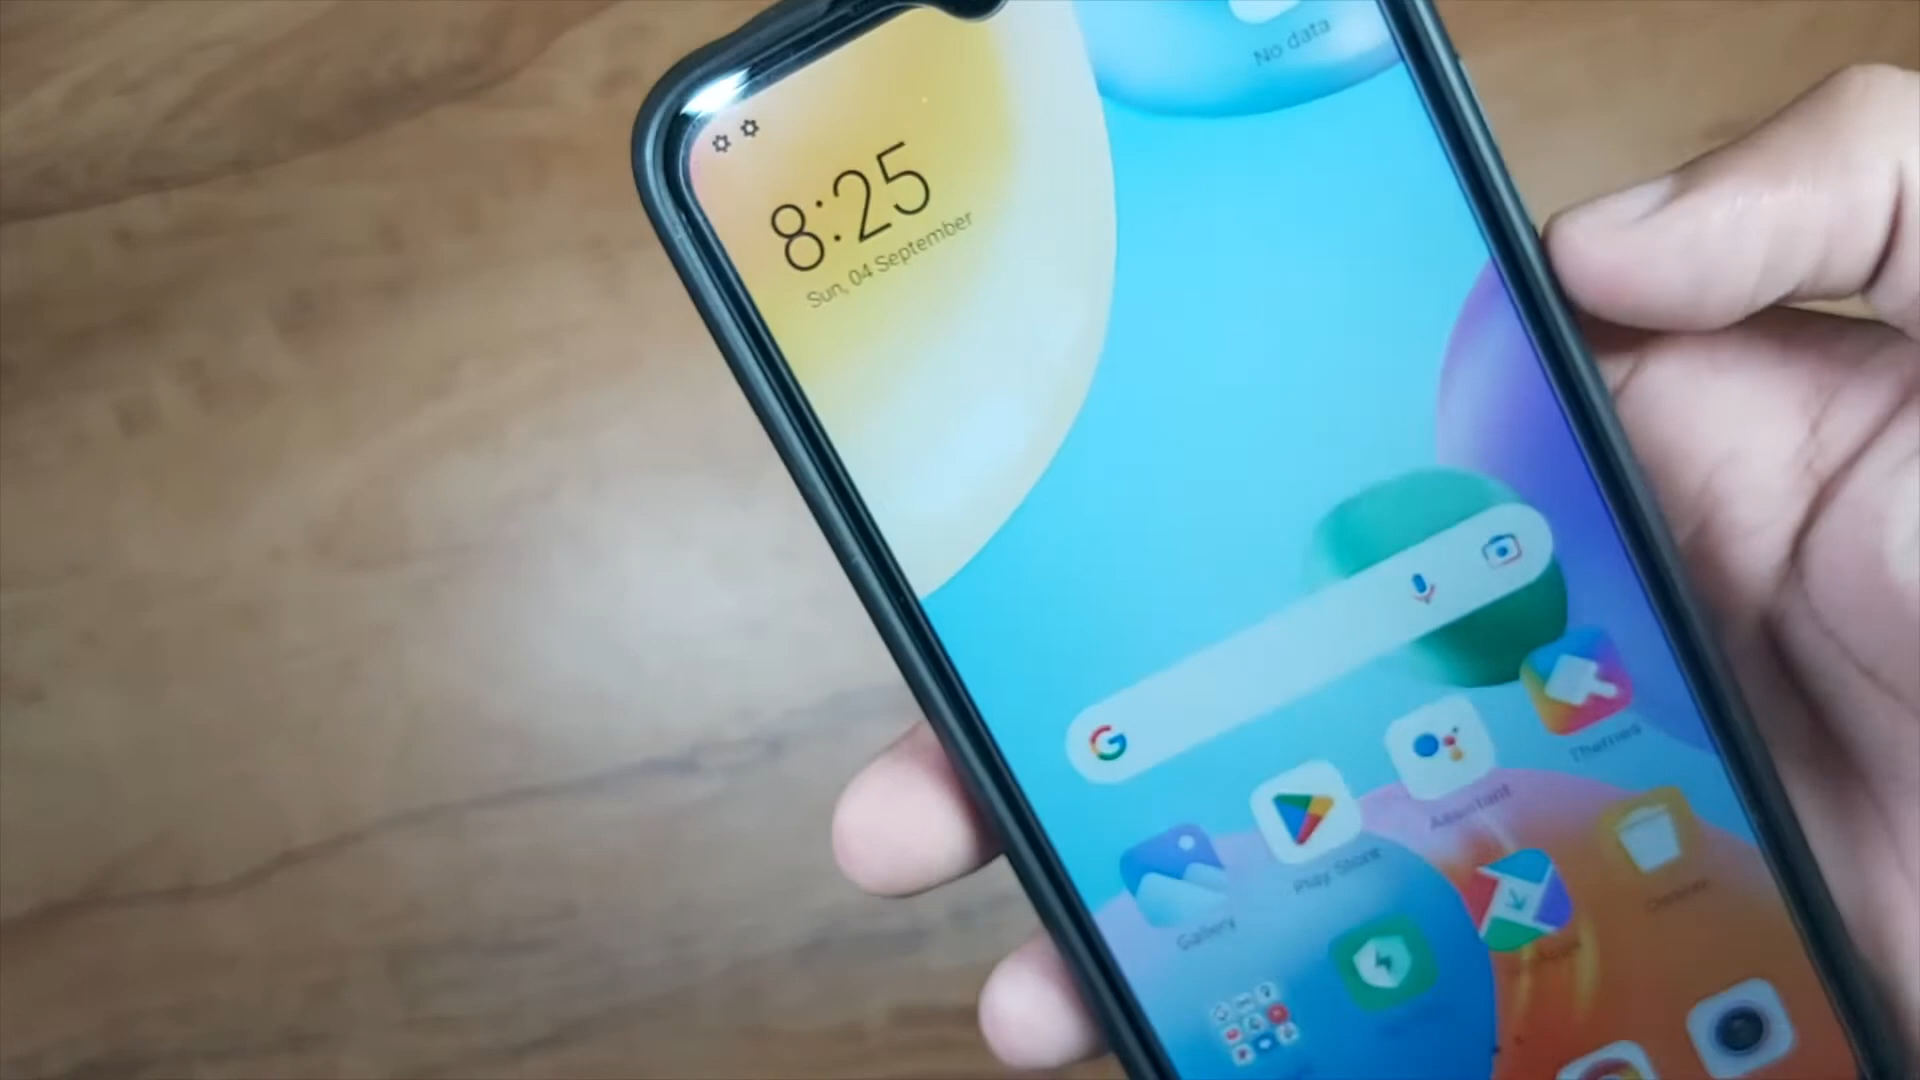 No data
8:25
Sun, 04 September
Themes
Assistant
Play Store
Gallery